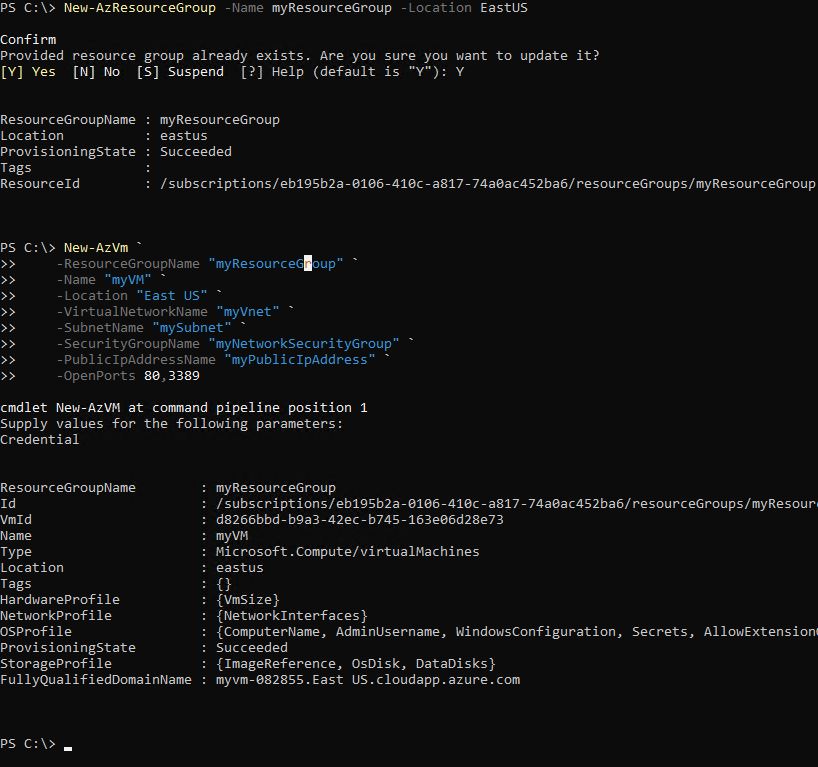 PS C:\> New-AzResourceGroup -Name myResourceGroup -Location EastUS
Confirm
Provided resource group already exists. Are you sure you want to update it?
[Y] Yes  [N] No  [S] Suspend  [?] Help (default is "Y"): Y
ResourceGroupName : myResourceGroup
Location          : eastus
ProvisioningState : Succeeded
Tags              :
ResourceId        : /subscriptions/eb195b2a-0106-410c-a817-74a0ac452ba6/resourceGroups/myResourceGroup
PS C:\> New-AzVm `
>>     -ResourceGroupName "myResourceGroup" `
>>     -Name "myVM" `
>>     -Location "East US" `
>>     -VirtualNetworkName "myVnet" `
>>     -SubnetName "mySubnet" `
>>     -SecurityGroupName "myNetworkSecurityGroup" `
>>     -PublicIpAddressName "myPublicIpAddress" `
>>     -OpenPorts 80,3389
cmdlet New-AzVM at command pipeline position 1
Supply values for the following parameters:
Credential
ResourceGroupName        : myResourceGroup
Id                       : /subscriptions/eb195b2a-0106-410c-a817-74a0ac452ba6/resourceGroups/myResour
VmId                     : d8266bbd-b9a3-42ec-b745-163e06d28e73
Name                     : myVM
Type                     : Microsoft.Compute/virtualMachines
Location                 : eastus
Tags                     : {}
HardwareProfile          : {VmSize}
NetworkProfile           : {NetworkInterfaces}
OSProfile                : {ComputerName, AdminUsername, WindowsConfiguration, Secrets, AllowExtension
ProvisioningState        : Succeeded
StorageProfile           : {ImageReference, OsDisk, DataDisks}
FullyQualifiedDomainName : myvm-082855.East US.cloudapp.azure.com
PS C:\>